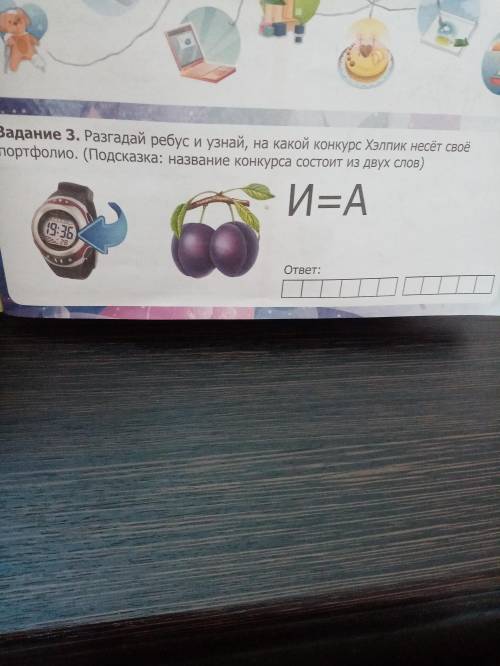 Задание 3. Разгадай ребус и узнай, на какой конкурс Хэлпик несёт своё
портфолио. (Подсказка: название конкурса состоит из двух слов)
19:36
И=А
Ответ: